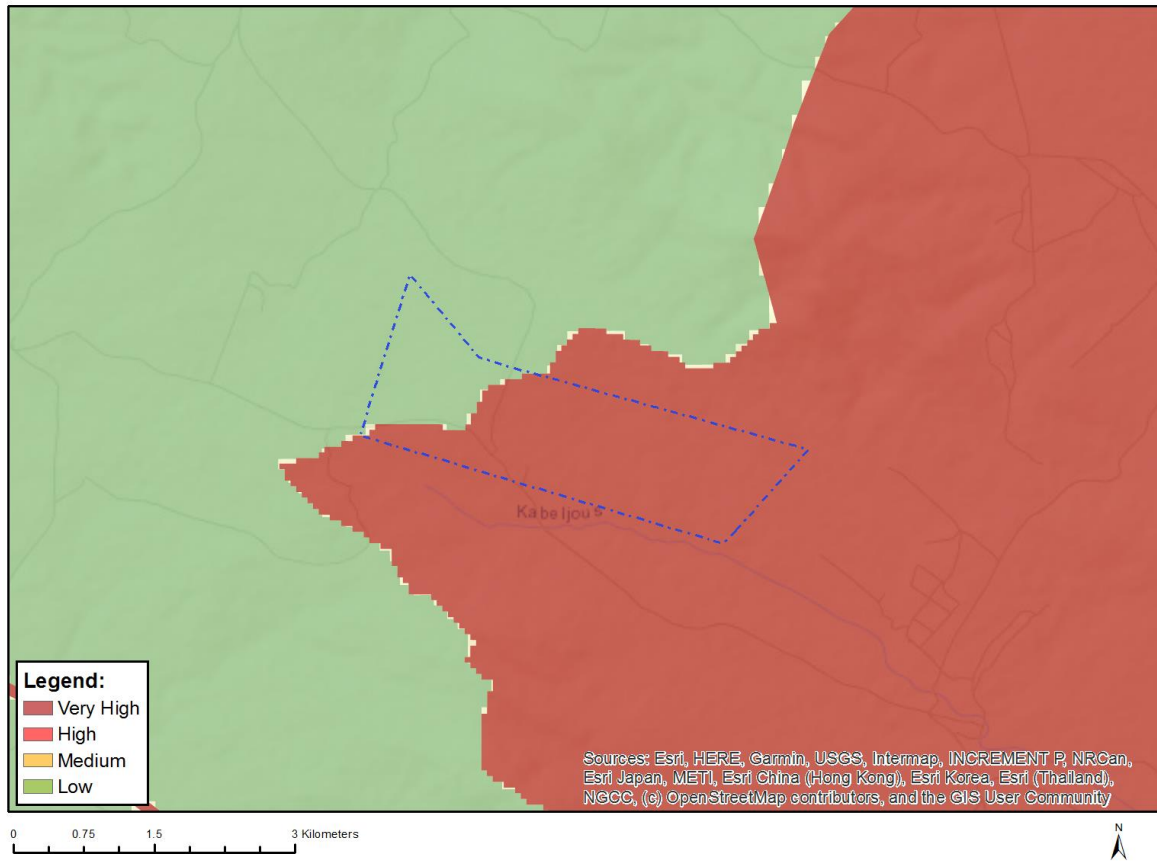 Kabeljous
Legend:
Very High
High
Medium
Low
Sources: Esri, HERE, Garmin, USGS, Intermap, INCREMENT P, NRCan,
Esri Japan, METI, Esri China (Hong Kong), Esri Korea, Esri (Thailand),
NGCC, (c) OpenStreetMap contributors, and the GIS User Community
0 0.75 1.5 3 Kilometers
N